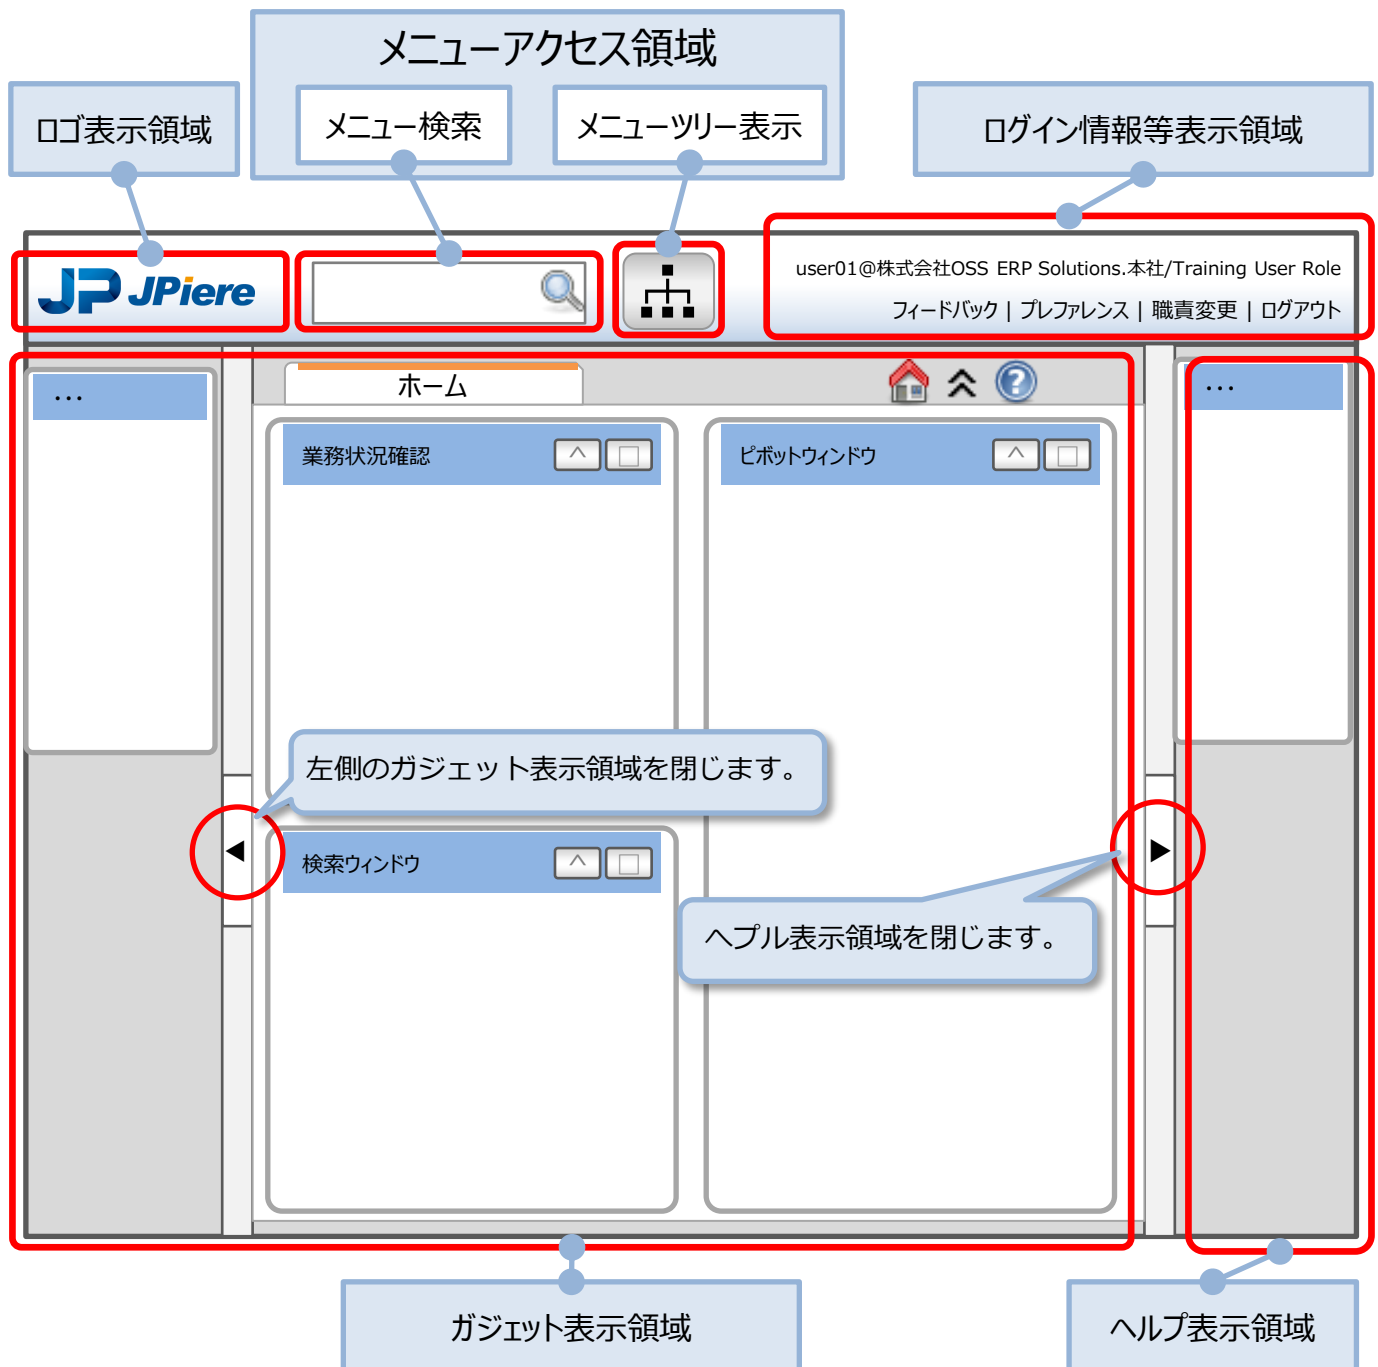 メニューアクセス領域
ロゴ表示領域
メニュー検索
メニューツリー表示
ログイン情報等表示領域
JP JPiere
user01@株式会社OSS ERP Solutions.本社/Training User Role
フィードバック | プレファレンス | 職責変更 | ログアウト
...
ホーム
...
業務状況確認
ピボットウィンドウ
左側のガジェット表示領域を閉じます。
検索ウィンドウ
ヘプル表示領域を閉じます。
ガジェット表示領域
ヘルプ表示領域